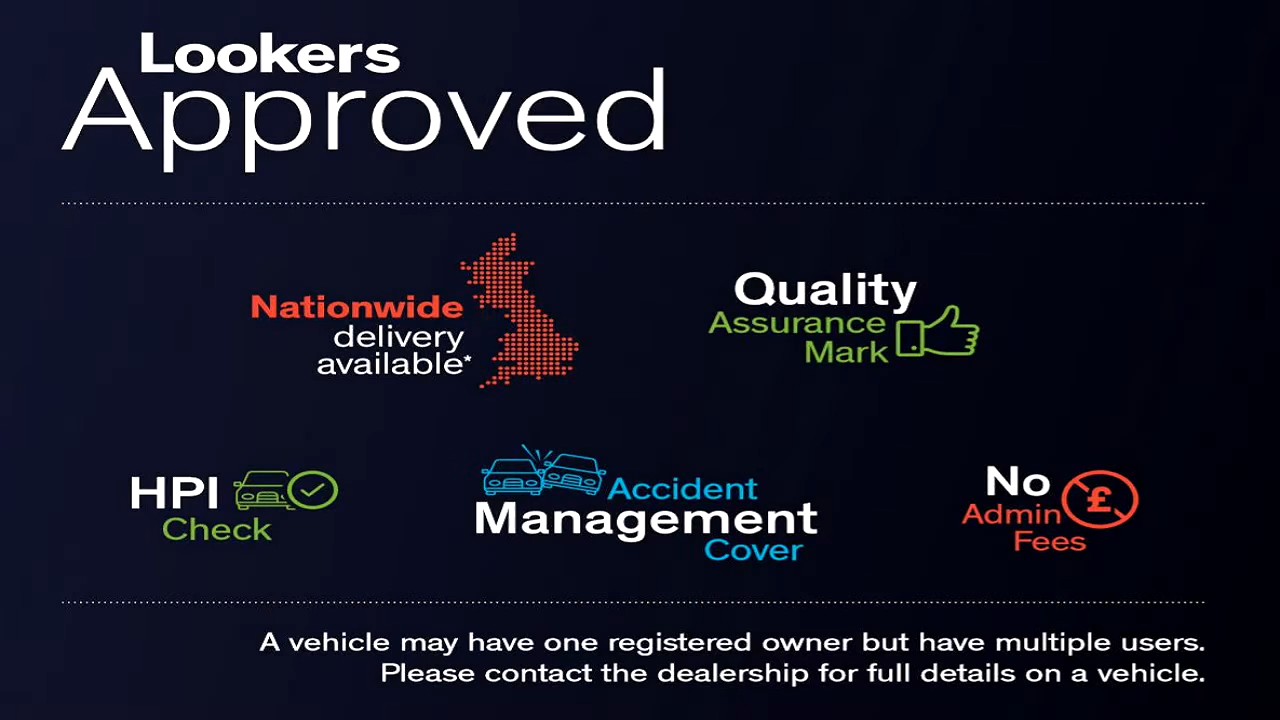 Lookers
Approved
Nationwide
delivery
available*
Quality
Assurance
Mark
HPI
Check
Accident
Management
Cover
No
Admin
£
Fees
A vehicle may have one registered owner but have multiple users.
Please contact the dealership for full details on a vehicle.